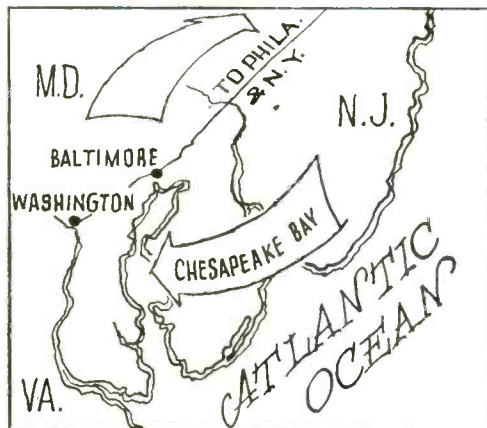 TO PHILA.
& N.Y.
M.D.
N.J.
BALTIMORE
WASHINGTON
CHESAPEAKE BAY
ATLANTIC
OCEAN
VA.